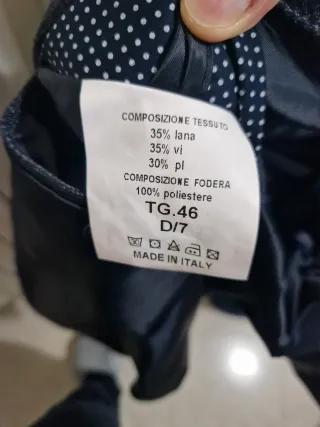 COMPOSIZIONE TESSUTO
35% lana
35% vi
30% pl
COMPOSIZIONE FODERA
100% poliestere
TG.46
D/7
MADE IN ITALY